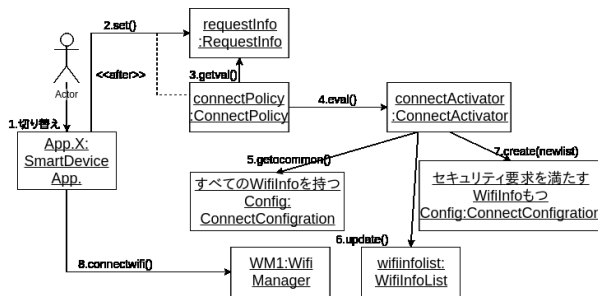 2.set()
requestInfo
:RequestInfo
<<after>>
3.getval()
Actor
connectPolicy
:ConnectPolicy
4.eval()
connectActivator
:ConnectActivator
1.切り替え
App.X:
SmartDevice
App.
5.getocommon()
7.create(newlist)
すべてのWifiInfoを持つ
Config:
ConnectConfigration
セキュリティ要求を満たす
WifiInfoもつ
Config:ConnectConfigration
6.update()
8.connectwifi()
WM1:Wifi
Manager
wifiinfolist:
WifiInfoList